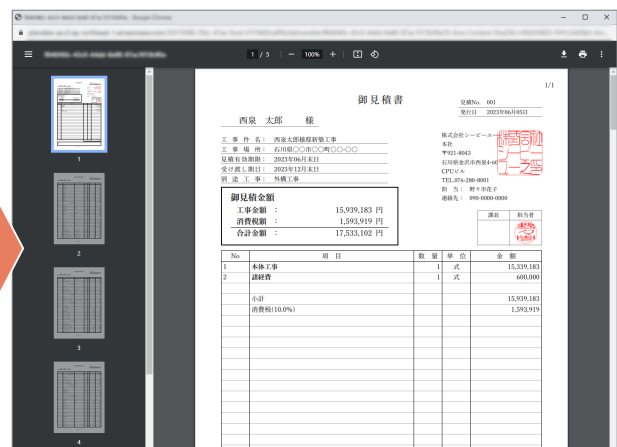 Google Chrome
1 / 5 — 100% +
1
2
3
4
1/1
御見積書
見積No. 001
発行日 2023年06月05日
西泉 太郎 様
工 事 件 名： 西泉太郎様邸新築工事
工 事 場 所： 石川県〇〇市〇〇町〇〇-〇〇
見積有効期限： 2023年06月末日
受け渡し期日： 2023年12月末日
別 途 工 事： 外構工事
株式会社シーピーユー
本社
〒921-8043
石川県金沢市西泉4-60
CPUビル
TEL.076-280-8001
担 当： 野々市花子
連絡先： 090-0000-0000
御見積金額
工事金額 ： 15,939,183 円
消費税額 ： 1,593,919 円
合計金額 ： 17,533,102 円
課長 担当者
No 項 目 数 量 単 位 金 額
1 本体工事 1 式 15,339,183
2 諸経費 1 式 600,000
小計 15,939,183
消費税(10.0%) 1,593,919